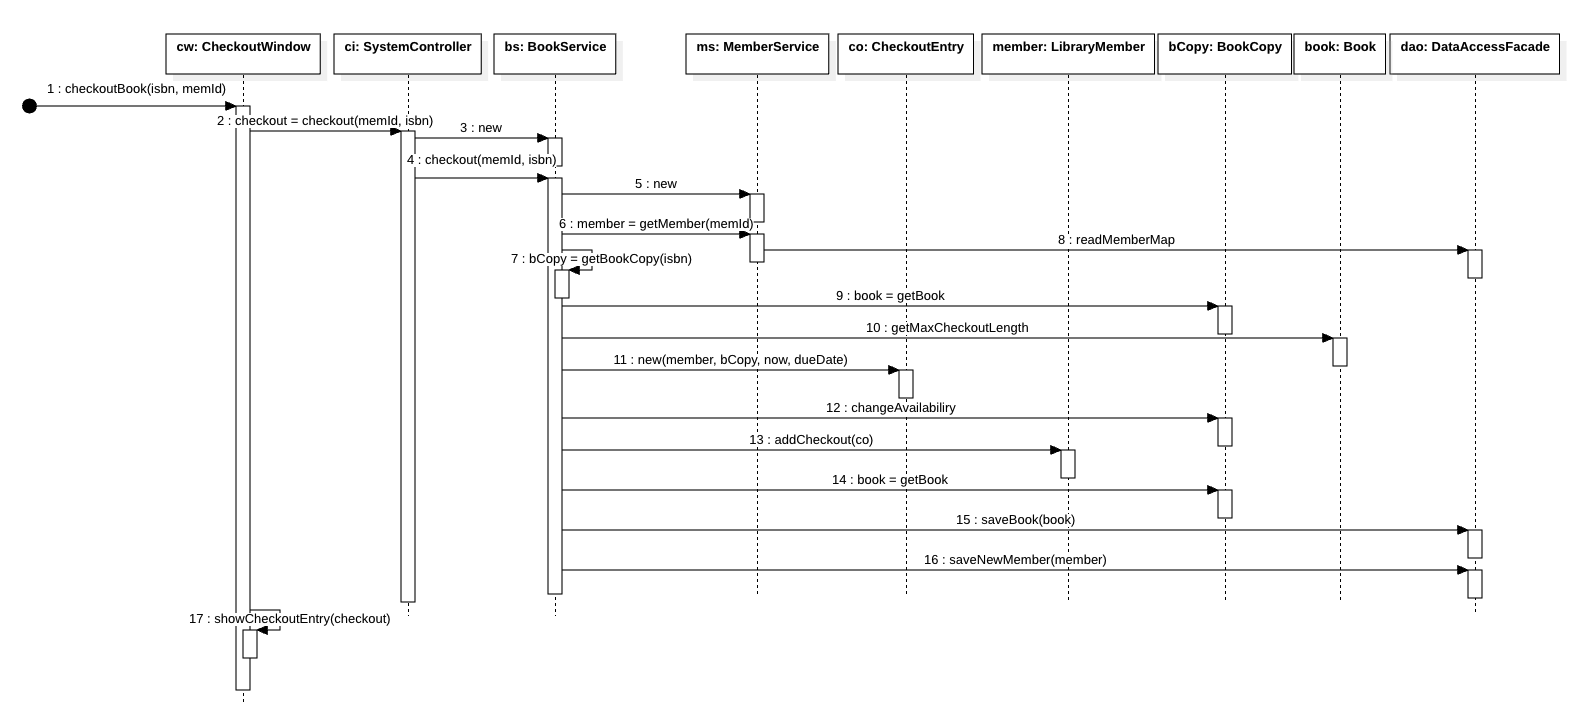 cw: CheckoutWindow
ci: SystemController
bs: BookService
ms: MemberService
co: CheckoutEntry
member: LibraryMember
bCopy: BookCopy
book: Book
dao: DataAccessFacade
1 : checkoutBook(isbn, memId)
2 : checkout = checkout(memId, isbn)
3 : new
4 : checkout(memId, isbn)
5 : new
6 : member = getMember(memId)
8 : readMemberMap
7 : bCopy = getBookCopy(isbn)
9 : book = getBook
10 : getMaxCheckoutLength
11 : new(member, bCopy, now, dueDate)
12 : changeAvailabiliry
13 : addCheckout(co)
14 : book = getBook
15 : saveBook(book)
16 : saveNewMember(member)
17 : showCheckoutEntry(checkout)